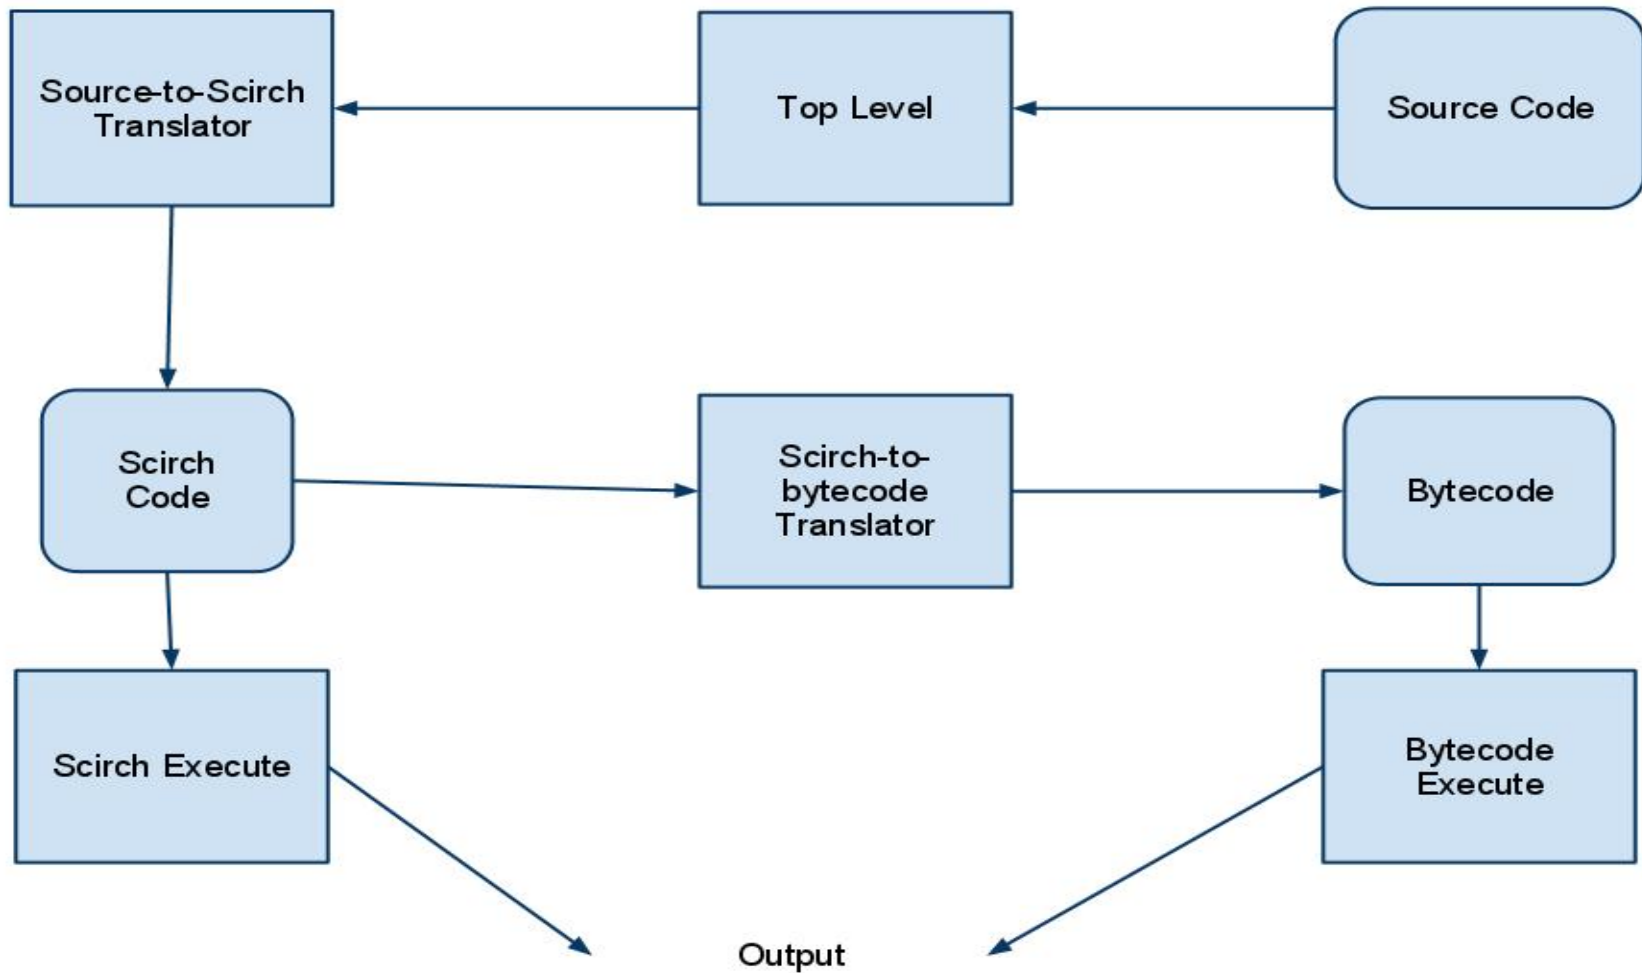 Source-to-Scirch
Translator
Top Level
Source Code
Scirch
Code
Scirch-to-
bytecode
Translator
Bytecode
Scirch Execute
Bytecode
Execute
Output